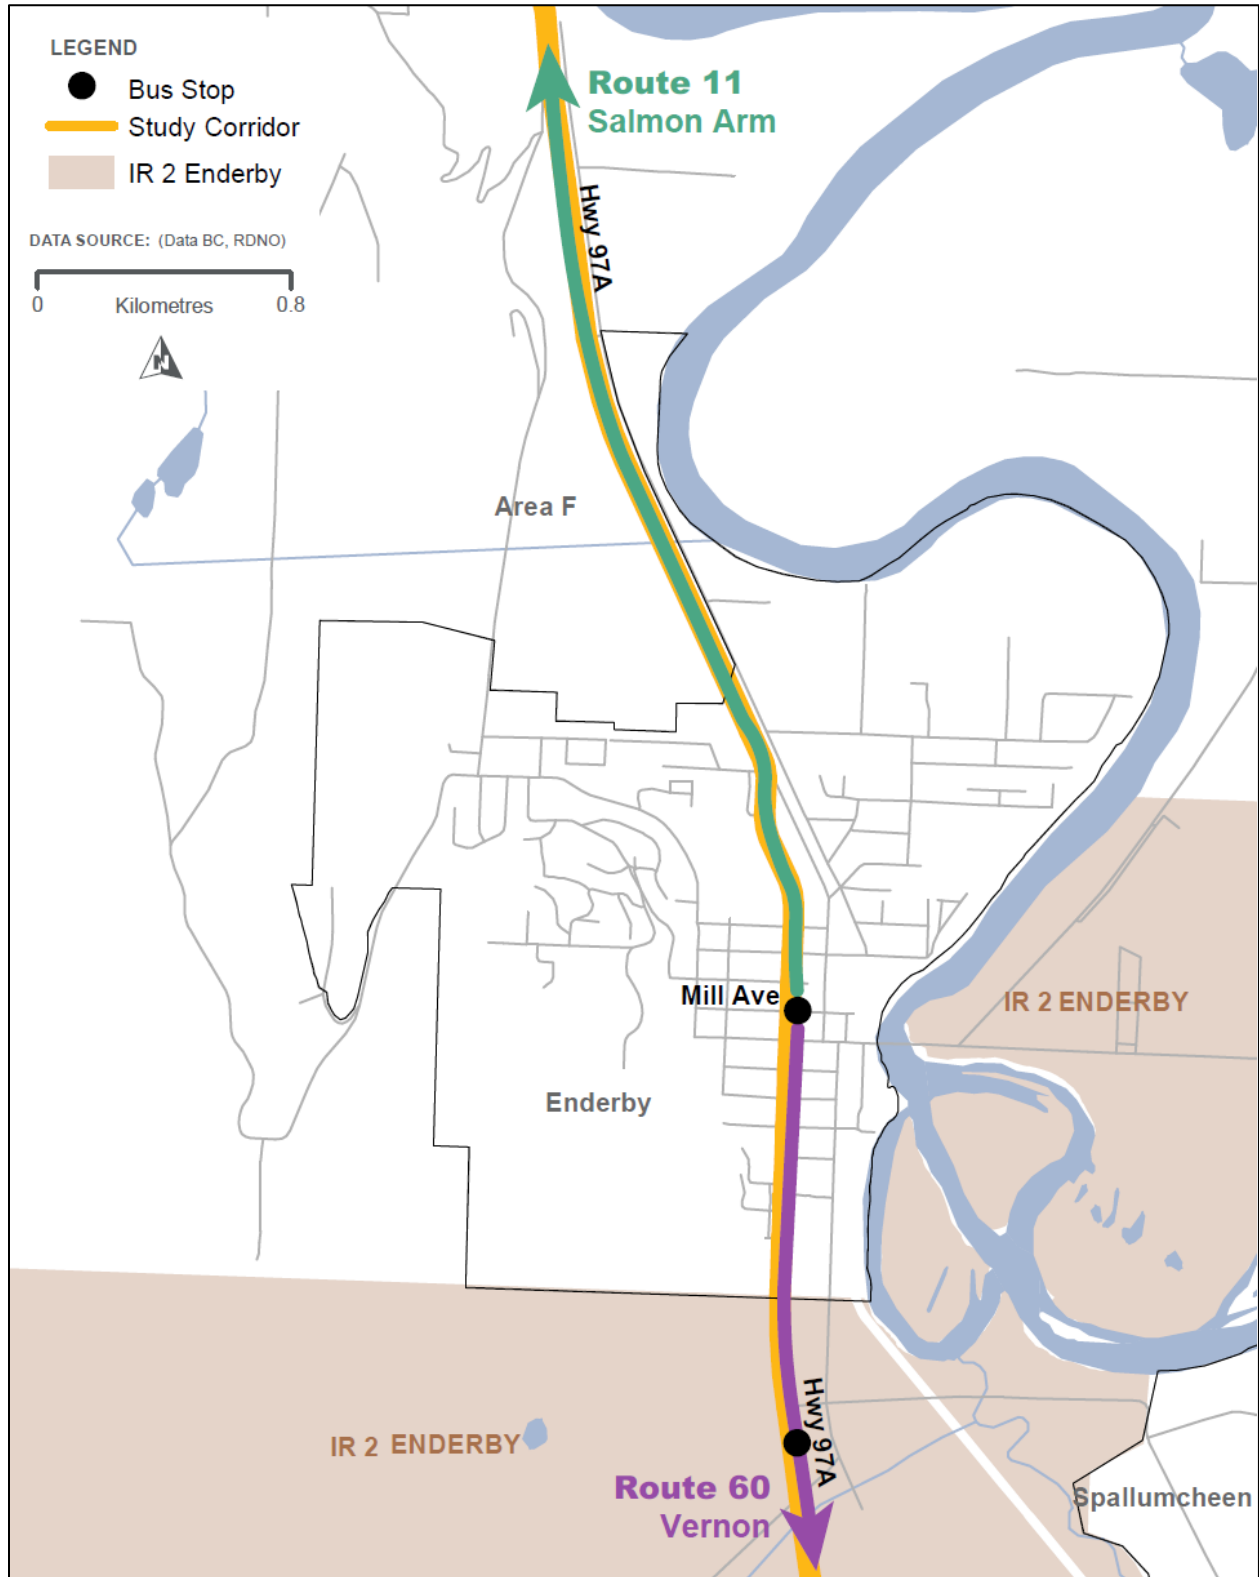 LEGEND
Bus Stop
Study Corridor
IR 2 Enderby
DATA SOURCE: (Data BC, RDNO)
0 Kilometres 0.8
N
Route 11
Salmon Arm
Hwy 97A
Area F
Mill Ave
IR 2 ENDERBY
Enderby
Hwy 97A
IR 2 ENDERBY
Route 60
Vernon
Spallumcheen